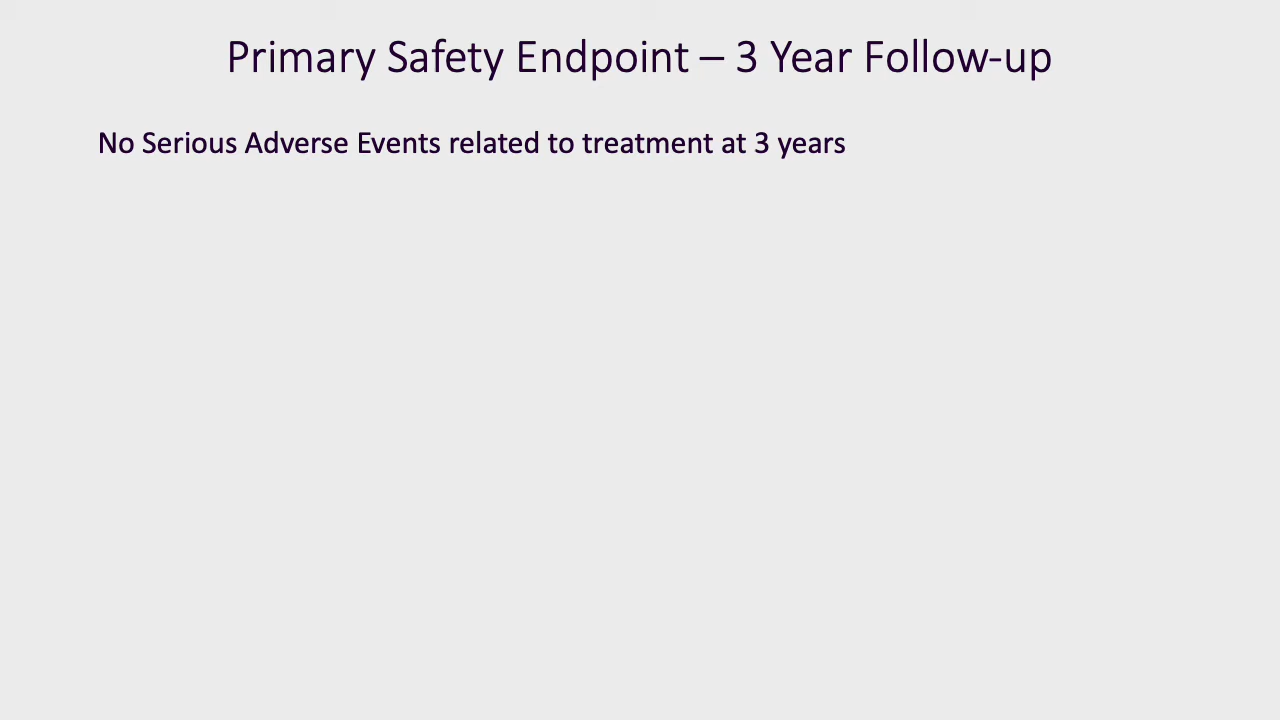 Primary Safety Endpoint – 3 Year Follow-up
No Serious Adverse Events related to treatment at 3 years